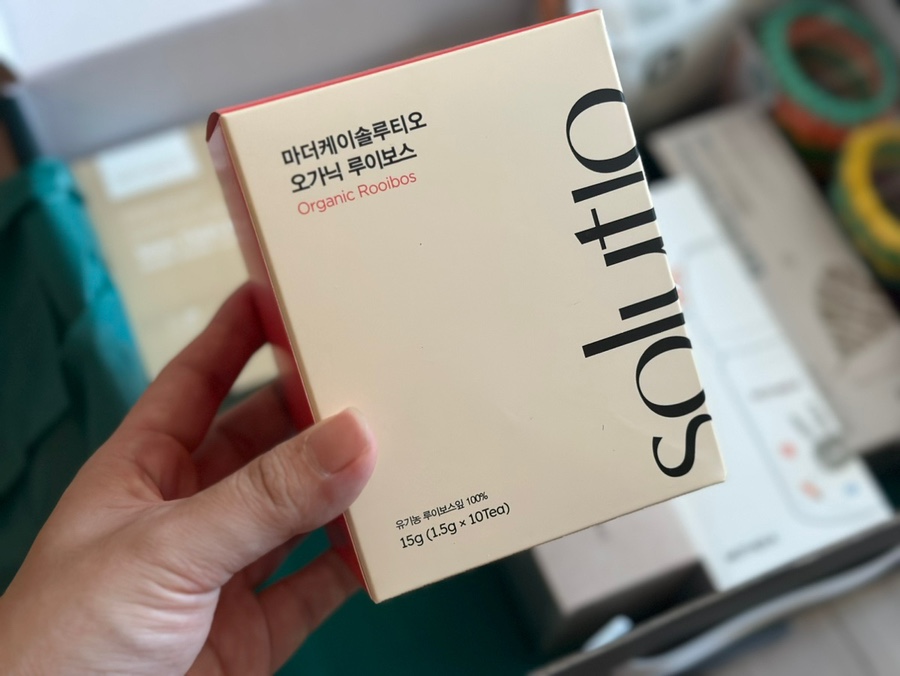 마더케이솔루티오
오가닉 루이보스
Organic Rooibos
solutio
유기농 루이보스잎 100%
15g (1.5g × 10Tea)